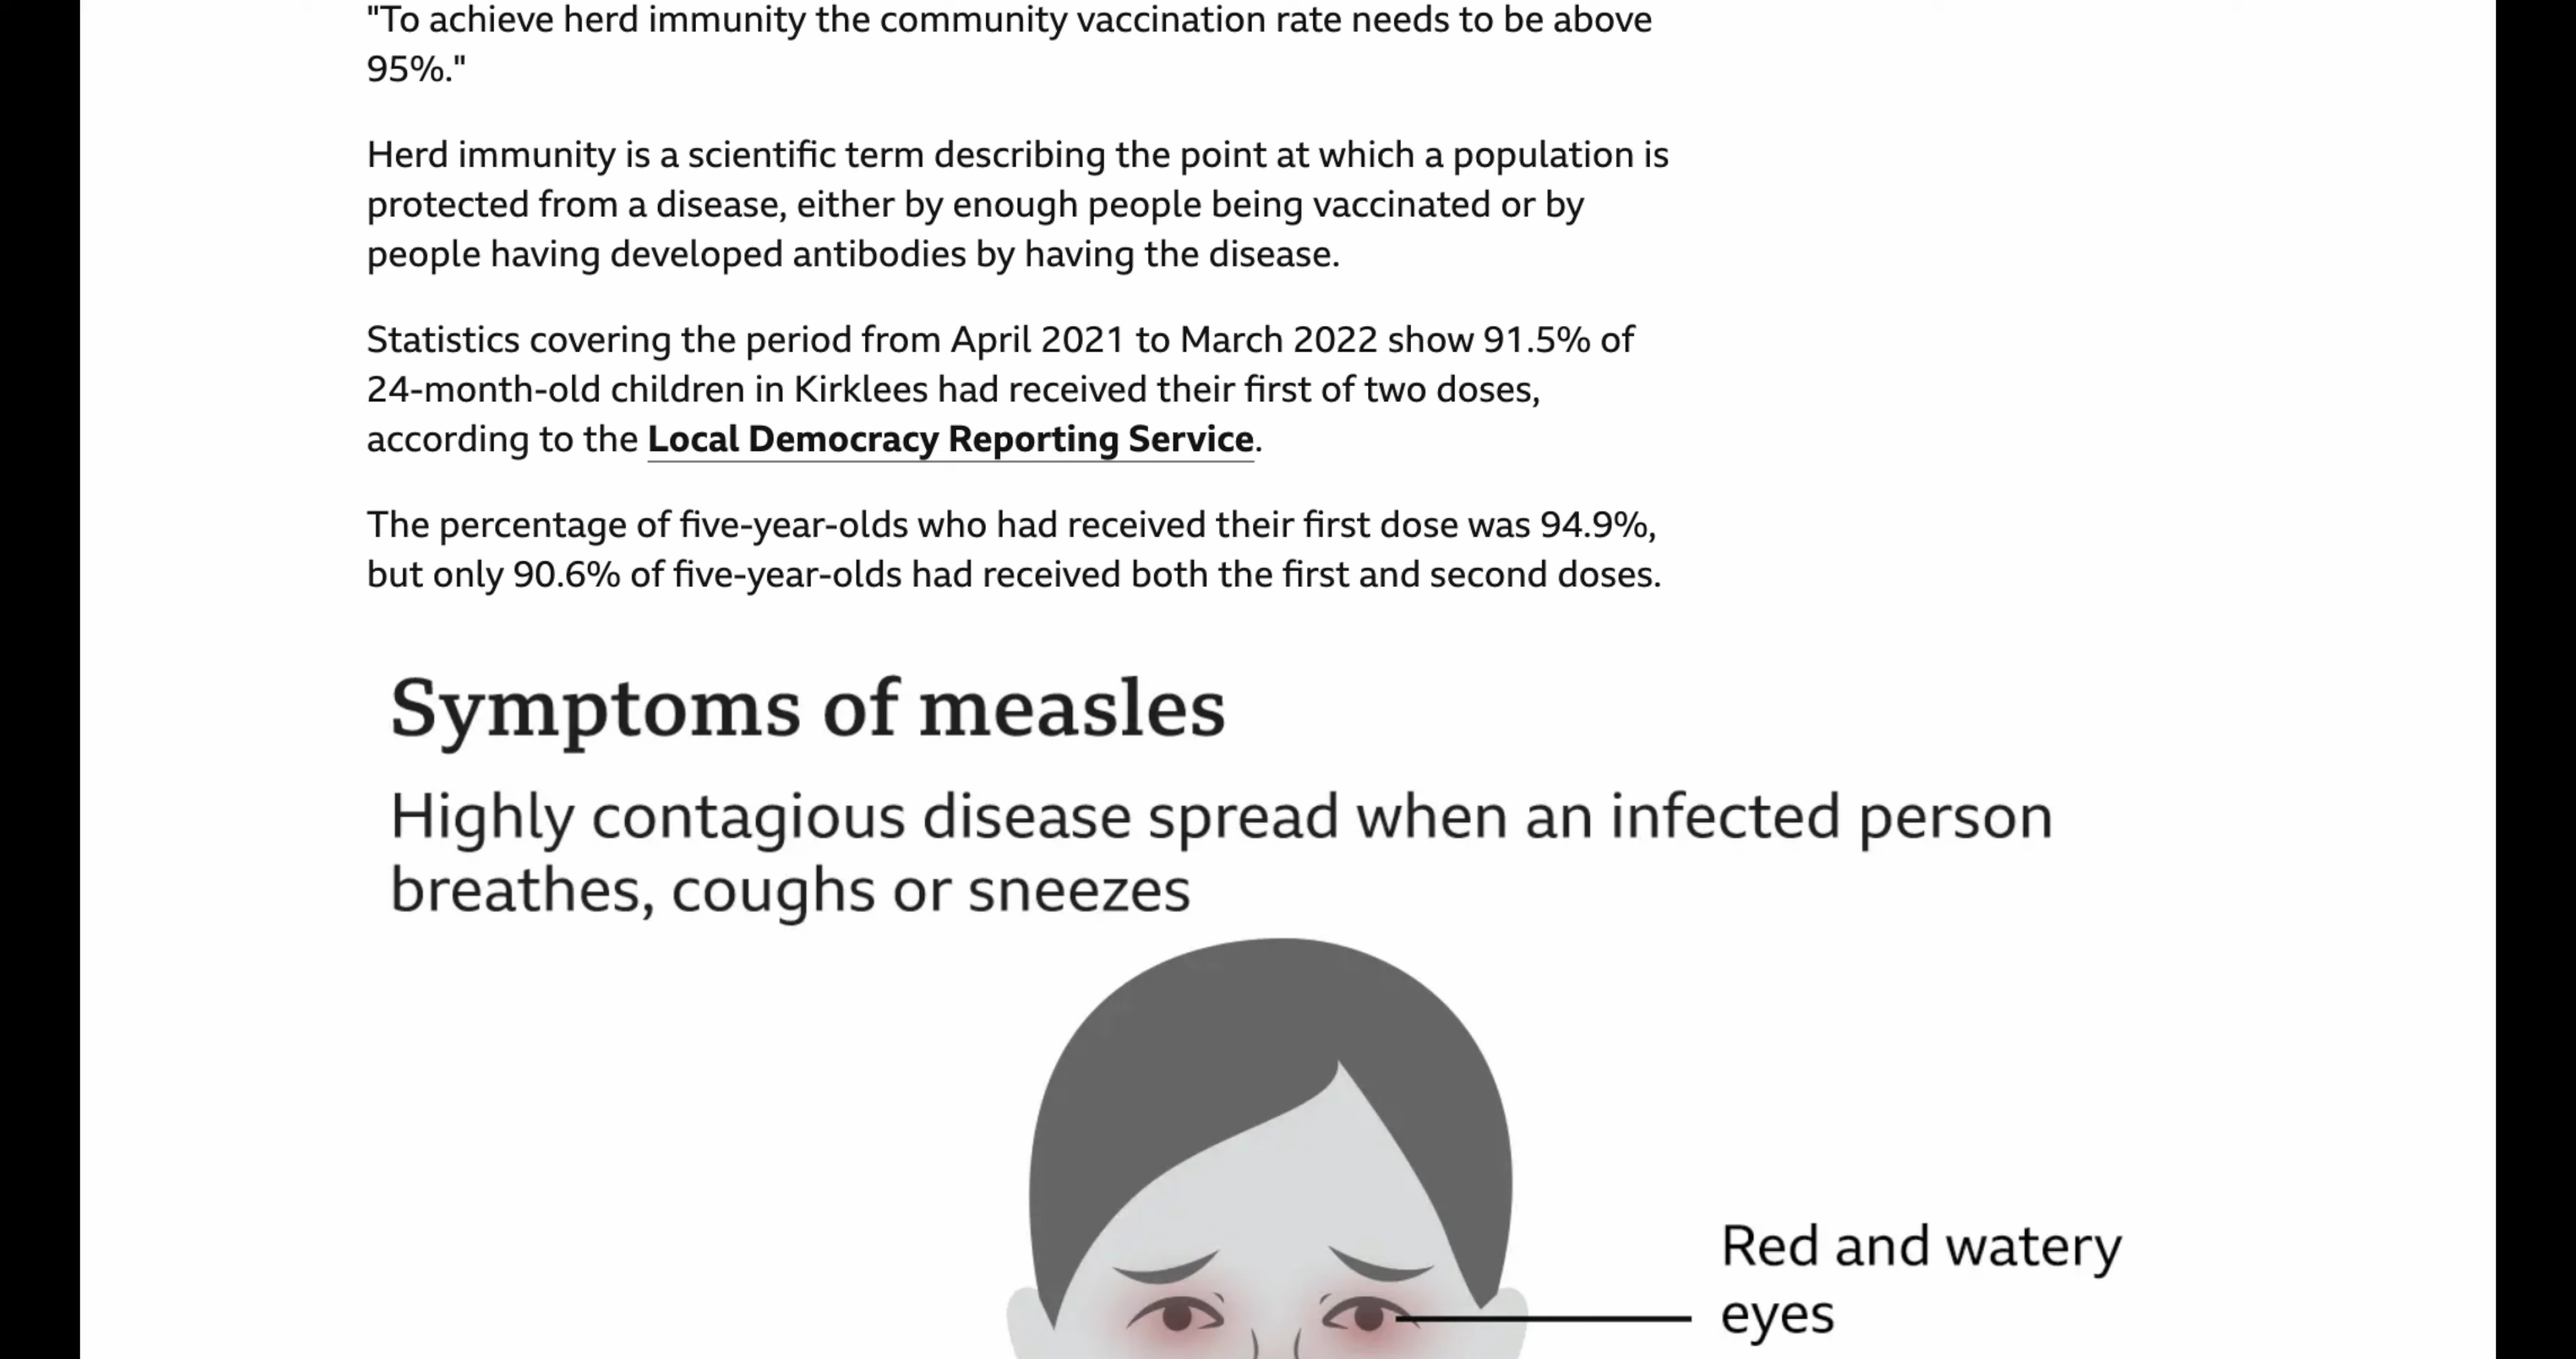 "To achieve herd immunity the community vaccination rate needs to be above
95%."
Herd immunity is a scientific term describing the point at which a population is
protected from a disease, either by enough people being vaccinated or by
people having developed antibodies by having the disease.
Statistics covering the period from April 2021 to March 2022 show 91.5% of
24-month-old children in Kirklees had received their first of two doses,
according to the Local Democracy Reporting Service.
The percentage of five-year-olds who had received their first dose was 94.9%,
but only 90.6% of five-year-olds had received both the first and second doses.
Symptoms of measles
Highly contagious disease spread when an infected person
breathes, coughs or sneezes
Red and watery
eyes